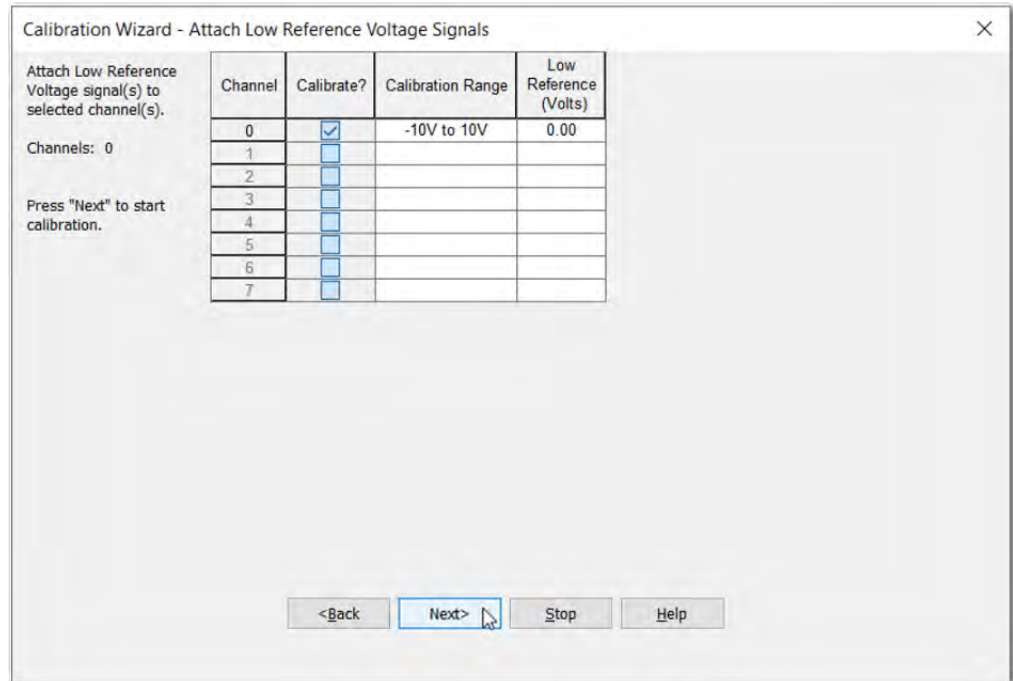 Calibration Wizard - Attach Low Reference Voltage Signals
Attach Low Reference
Voltage signal(s) to
selected channel(s).
Channels: 0
Press "Next" to start
calibration.
Channel Calibrate? Calibration Range Low Reference (Volts)
0 -10V to 10V 0.00
1
2
3
4
5
6
7
<Back Next> Stop Help